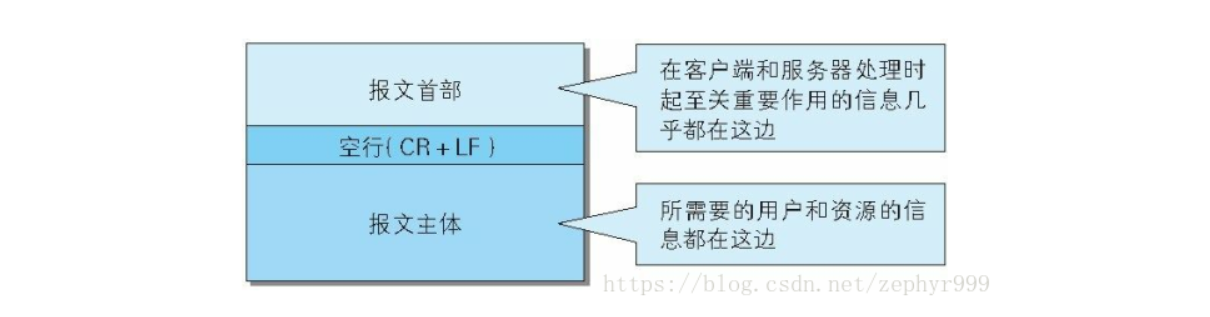 报文首部
在客户端和服务器处理时
起至关重要作用的信息几
乎都在这边
空行(CR+LF)
报文主体
所需要的用户和资源的信
息都在这边
https://blog.csdn.net/zephyr999